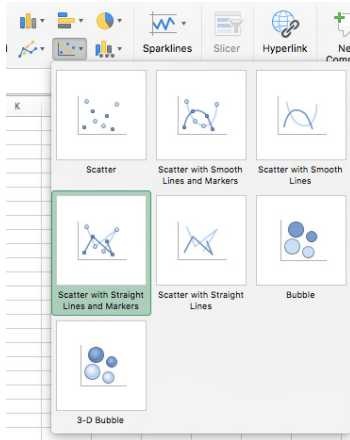 Sparklines
Slicer
Hyperlink
K
Scatter
Scatter with Smooth
Lines and Markers
Scatter with Smooth
Lines
Scatter with Straight
Lines and Markers
Scatter with Straight
Lines
Bubble
3-D Bubble